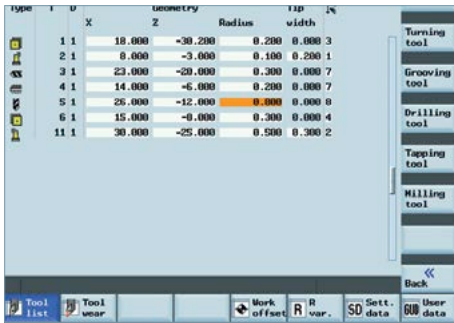 Type T D Geometry Tip
X Z Radius width
1 1 18.000 -30.200 0.200 0.000 3
2 1 8.000 -3.000 0.100 0.200 1
3 1 23.000 -20.000 0.300 0.000 7
4 1 14.000 -6.000 0.200 0.000 7
5 1 26.000 -12.000 0.800 0.000 8
6 1 15.000 -8.000 0.300 0.000 4
11 1 30.000 -25.000 0.500 0.300 2
Turning
tool
Grooving
tool
Drilling
tool
Tapping
tool
Milling
tool
«
Back
Tool
list
Tool
wear
Work
offset
R R
var.
SD Sett.
data
GUD User
data